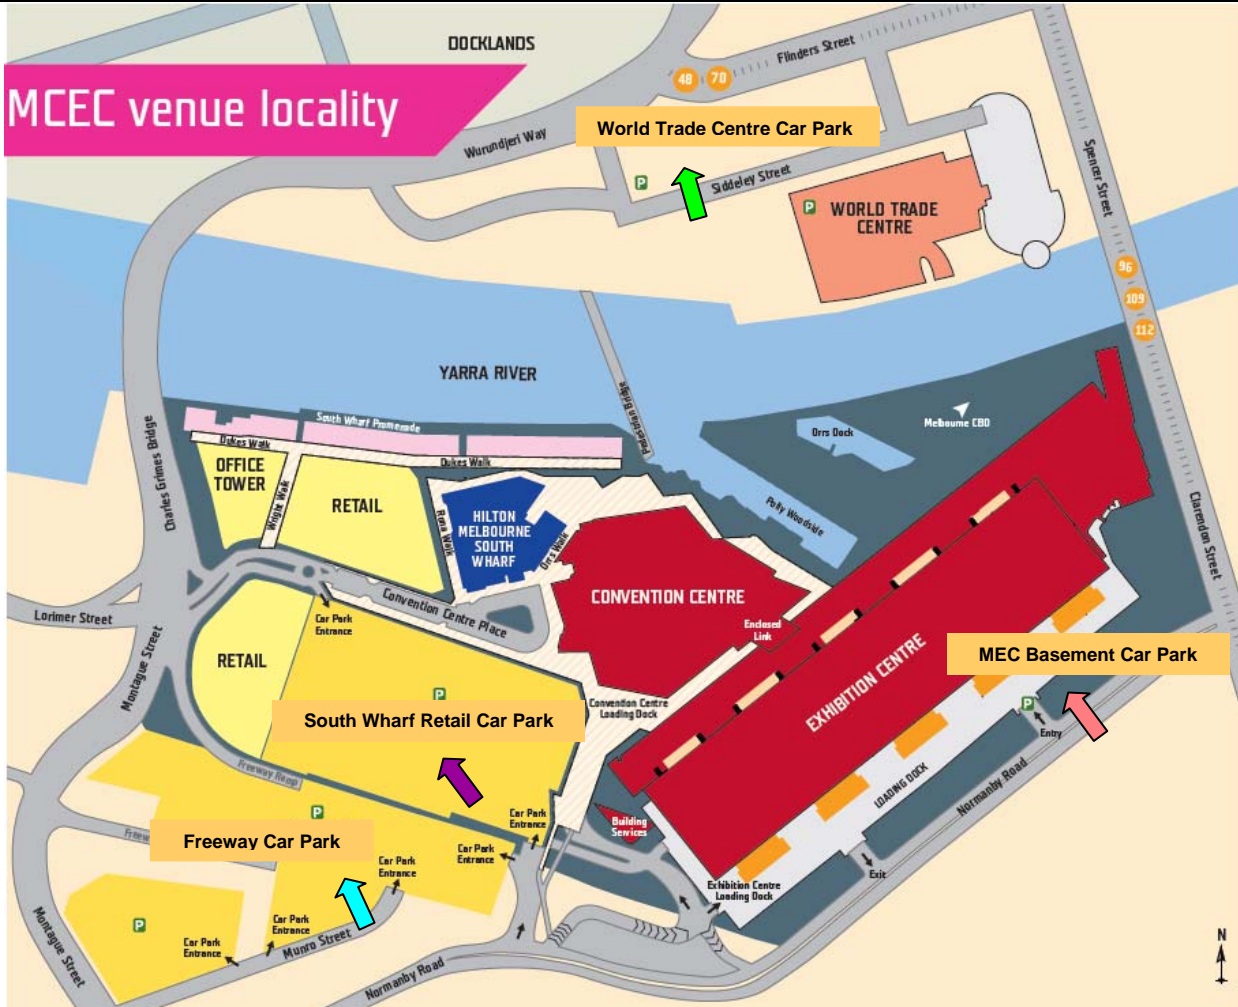 DOCKLANDS
MCEC venue locality
Flinders Street
48
70
World Trade Centre Car Park
Wurundjeri Way
Spencer Street
P
Siddeley Street
P
WORLD TRADE
CENTRE
96
109
112
YARRA RIVER
Pedestrian Bridge
South Wharf Promenade
Dukes Walk
Dukes Walk
Orrs Dock
Melbourne CBD
Charles Grimes Bridge
OFFICE
TOWER
Wright Walk
RETAIL
Rona Walk
HILTON
MELBOURNE
SOUTH
WHARF
Orrs Walk
Polly Woodside
Clarendon Street
Lorimer Street
Car Park
Entrance
Convention Centre Place
CONVENTION CENTRE
Enclosed
Link
Montague Street
RETAIL
EXHIBITION CENTRE
MEC Basement Car Park
P
South Wharf Retail Car Park
Convention Centre
Loading Dock
P
Entry
Freeway Ramp
LOADING DOCK
Normanby Road
P
Freeway Car Park
Car Park
Entrance
Building
Services
Car Park
Entrance
Car Park
Entrance
Exit
Exhibition Centre
Loading Dock
Montague Street
P
Car Park
Entrance
Car Park
Entrance
Munro Street
Normanby Road
N